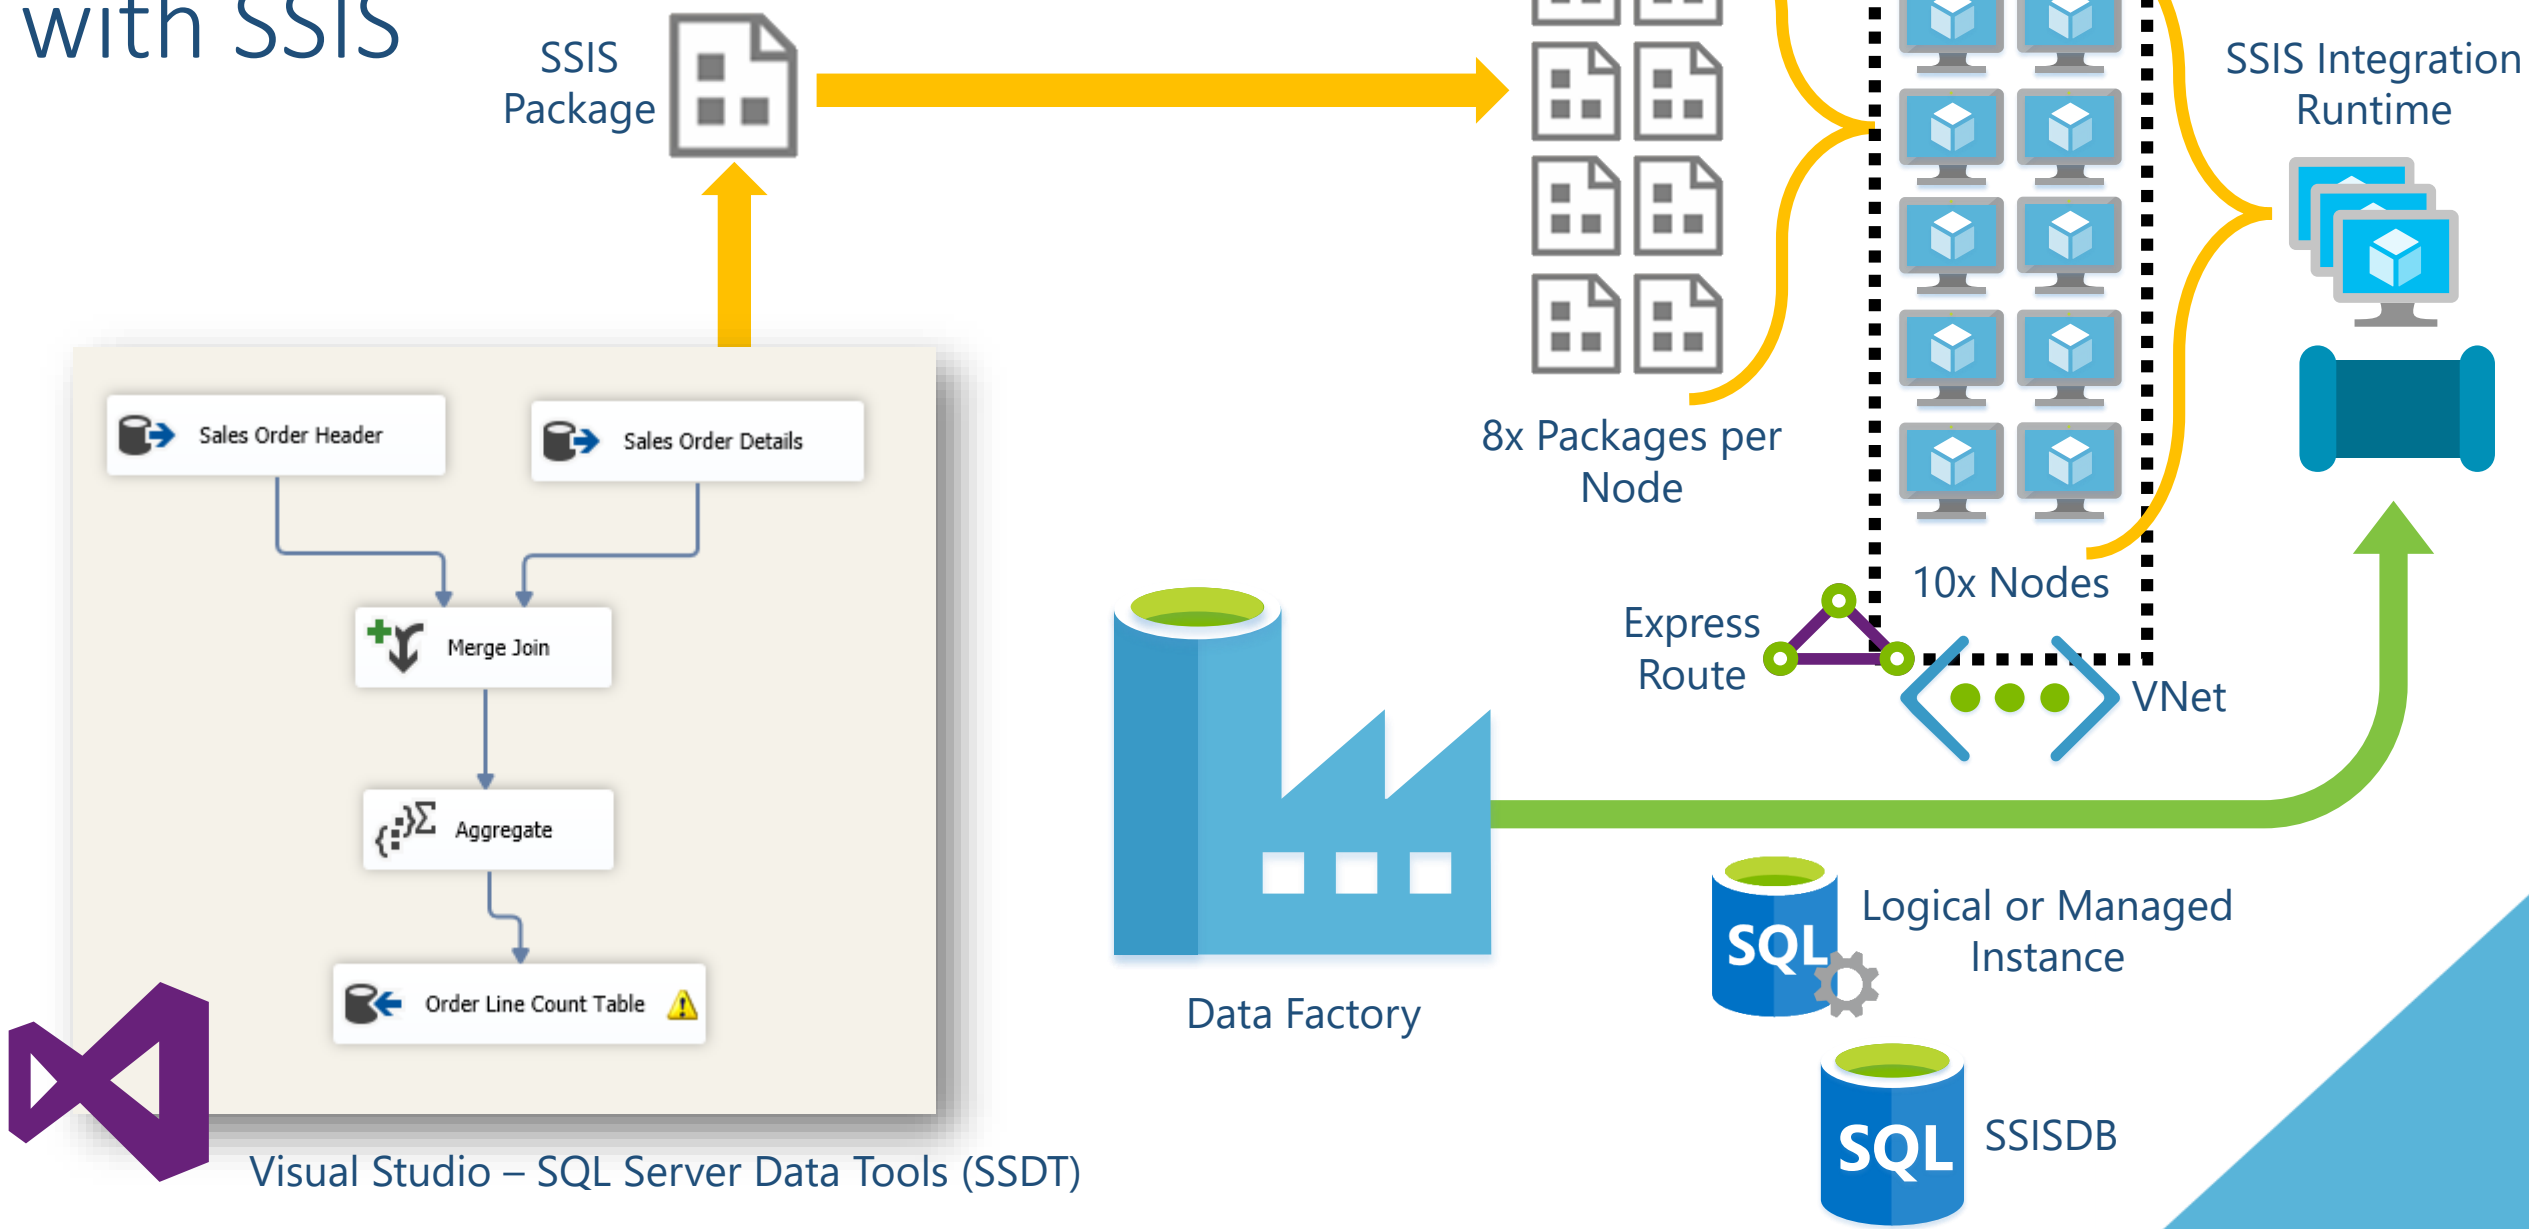 with SSIS
SSIS
Package
SSIS Integration
Runtime
8x Packages per
Node
10x Nodes
Express
Route
VNet
Sales Order Header
Sales Order Details
Merge Join
Aggregate
Order Line Count Table
Visual Studio – SQL Server Data Tools (SSDT)
Data Factory
SQL
Logical or Managed
Instance
SQL
SSISDB